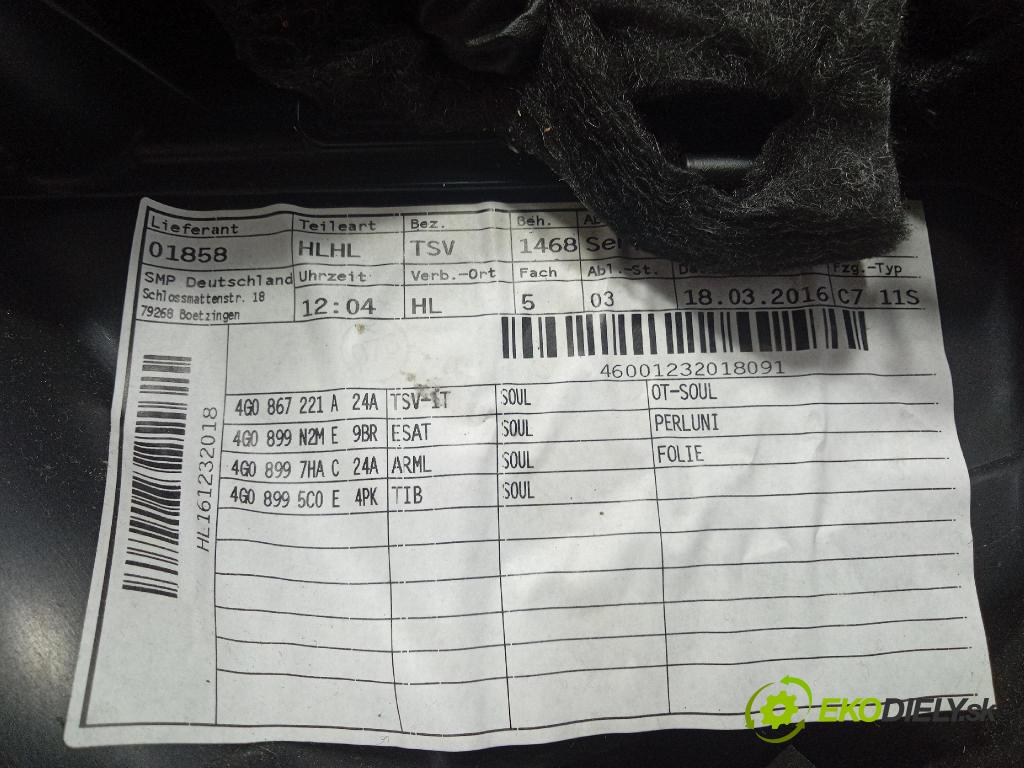 Lieferant Teileart Bez. Beh.
01858 HLHL TSV 1468
SMP Deutschland Uhrzeit Verb.-Ort Fach Abl.-St. Fzg.-Typ
Schlossmattenstr. 18
79268 Boetzingen
12:04 HL 5 03 18.03.2016 C7 11S
46001232018091
HL161232018
4G0 867 221 A 24A TSV-IT SOUL OT-SOUL
4G0 899 N2M E 9BR ESAT SOUL PERLUNI
4G0 899 7HA C 24A ARML SOUL FOLIE
4G0 899 5C0 E 4PK TIB SOUL
EKODIELY.sk